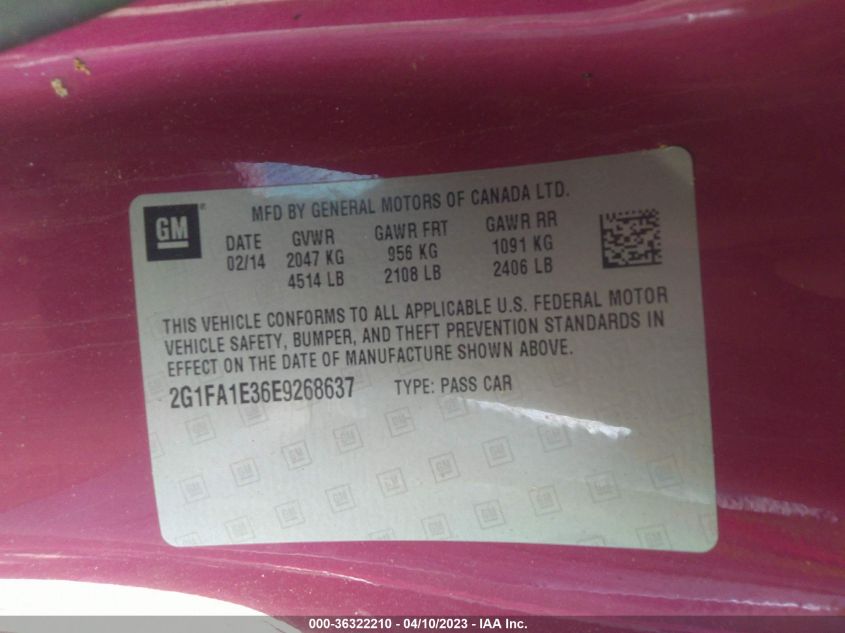 GM ®
MFD BY GENERAL MOTORS OF CANADA LTD.
DATE GVWR GAWR FRT GAWR RR
02/14 2047 KG 956 KG 1091 KG
4514 LB 2108 LB 2406 LB
THIS VEHICLE CONFORMS TO ALL APPLICABLE U.S. FEDERAL MOTOR
VEHICLE SAFETY, BUMPER, AND THEFT PREVENTION STANDARDS IN
EFFECT ON THE DATE OF MANUFACTURE SHOWN ABOVE.
2G1FA1E36E9268637 TYPE: PASS CAR
000-36322210 - 04/10/2023 - IAA Inc.